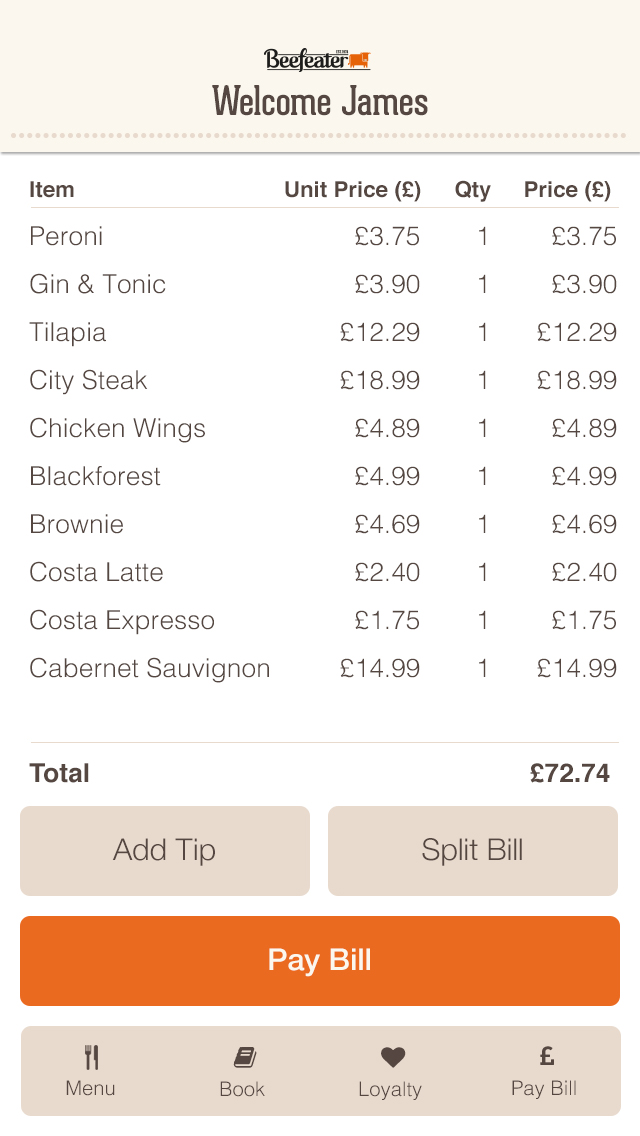 Beefeater
Welcome James
Item Unit Price (£) Qty Price (£)
Peroni £3.75 1 £3.75
Gin & Tonic £3.90 1 £3.90
Tilapia £12.29 1 £12.29
City Steak £18.99 1 £18.99
Chicken Wings £4.89 1 £4.89
Blackforest £4.99 1 £4.99
Brownie £4.69 1 £4.69
Costa Latte £2.40 1 £2.40
Costa Expresso £1.75 1 £1.75
Cabernet Sauvignon £14.99 1 £14.99
Total £72.74
Add Tip Split Bill
Pay Bill
£
Menu Book Loyalty Pay Bill